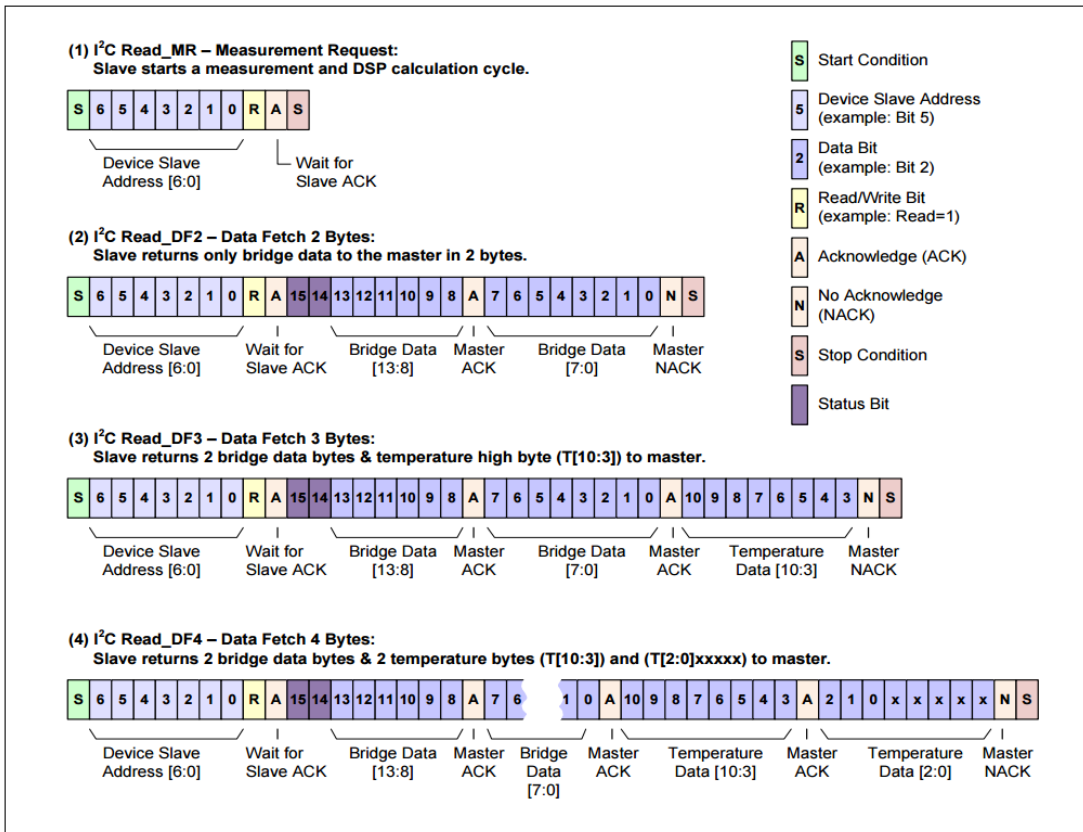 (1) I²C Read_MR – Measurement Request:
Slave starts a measurement and DSP calculation cycle.
S 6 5 4 3 2 1 0 R A S
Device Slave Address [6:0]
Wait for Slave ACK
(2) I²C Read_DF2 – Data Fetch 2 Bytes:
Slave returns only bridge data to the master in 2 bytes.
S 6 5 4 3 2 1 0 R A 15 14 13 12 11 10 9 8 A 7 6 5 4 3 2 1 0 N S
Device Slave Address [6:0]
Wait for Slave ACK
Bridge Data [13:8]
Master ACK
Bridge Data [7:0]
Master NACK
(3) I²C Read_DF3 – Data Fetch 3 Bytes:
Slave returns 2 bridge data bytes & temperature high byte (T[10:3]) to master.
S 6 5 4 3 2 1 0 R A 15 14 13 12 11 10 9 8 A 7 6 5 4 3 2 1 0 A 10 9 8 7 6 5 4 3 N S
Device Slave Address [6:0]
Wait for Slave ACK
Bridge Data [13:8]
Master ACK
Bridge Data [7:0]
Master ACK
Temperature Data [10:3]
Master NACK
(4) I²C Read_DF4 – Data Fetch 4 Bytes:
Slave returns 2 bridge data bytes & 2 temperature bytes (T[10:3]) and (T[2:0]xxxxx) to master.
S 6 5 4 3 2 1 0 R A 15 14 13 12 11 10 9 8 A 7 6 1 0 A 10 9 8 7 6 5 4 3 A 2 1 0 x x x x x N S
Device Slave Address [6:0]
Wait for Slave ACK
Bridge Data [13:8]
Master ACK
Bridge Data [7:0]
Master ACK
Temperature Data [10:3]
Master ACK
Temperature Data [2:0]
Master NACK
S Start Condition
5 Device Slave Address (example: Bit 5)
2 Data Bit (example: Bit 2)
R Read/Write Bit (example: Read=1)
A Acknowledge (ACK)
N No Acknowledge (NACK)
S Stop Condition
Status Bit